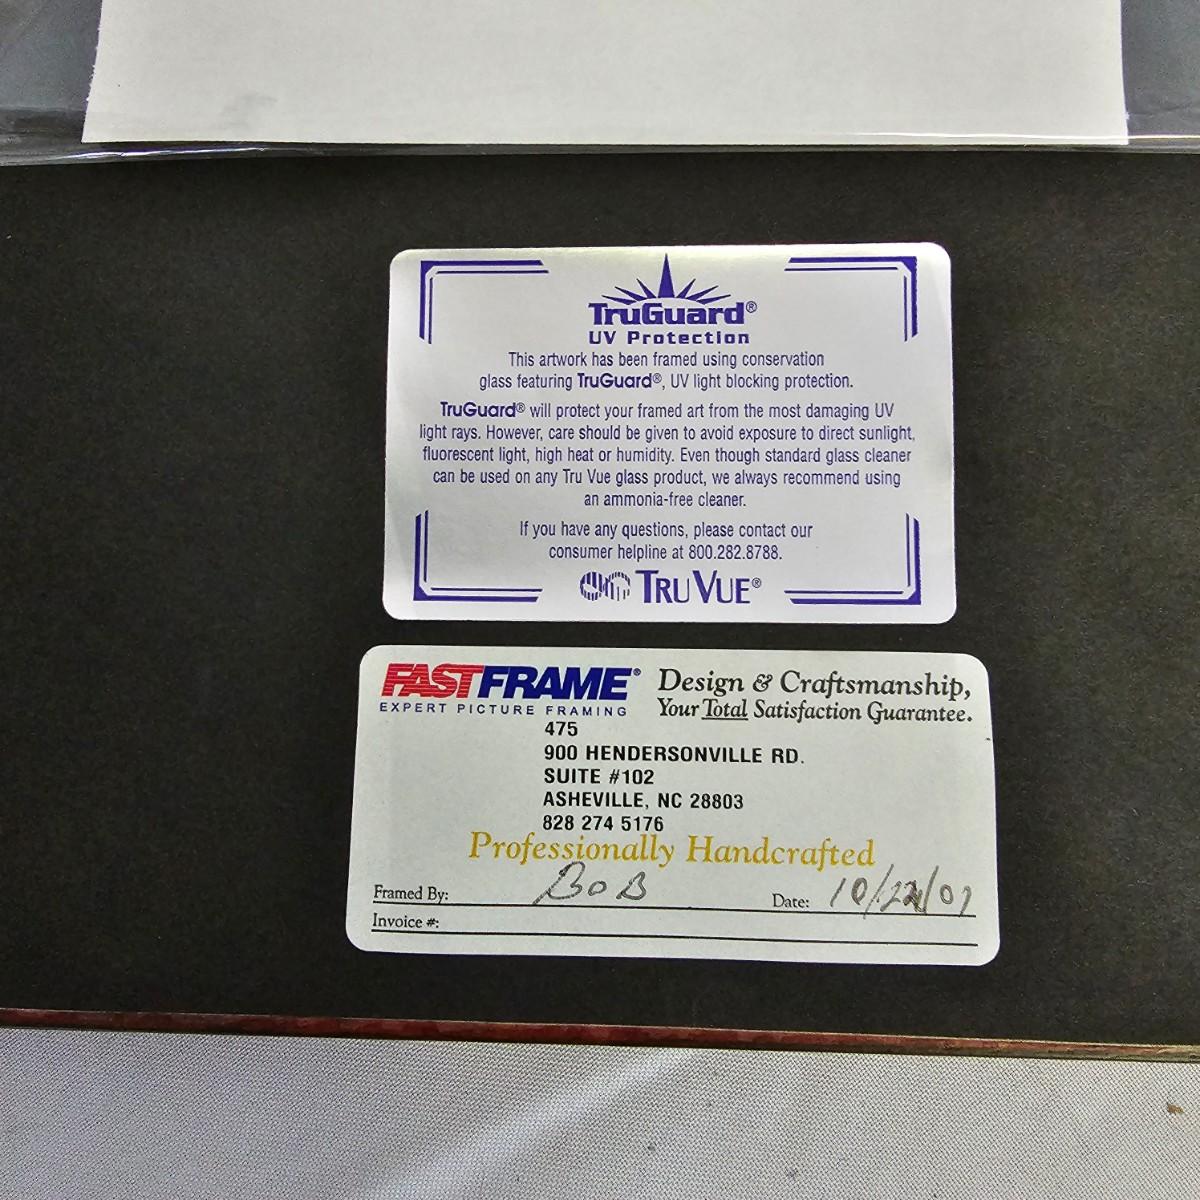 TruGuard®
UV Protection
This artwork has been framed using conservation
glass featuring TruGuard®, UV light blocking protection.
TruGuard® will protect your framed art from the most damaging UV
light rays. However, care should be given to avoid exposure to direct sunlight,
fluorescent light, high heat or humidity. Even though standard glass cleaner
can be used on any Tru Vue glass product, we always recommend using
an ammonia-free cleaner.
If you have any questions, please contact our
consumer helpline at 800.282.8788.
TRU VUE®
FASTFRAME® Design & Craftsmanship,
EXPERT PICTURE FRAMING Your Total Satisfaction Guarantee.
475
900 HENDERSONVILLE RD.
SUITE #102
ASHEVILLE, NC 28803
828 274 5176
Professionally Handcrafted
Framed By: BOB Date:
Invoice #: